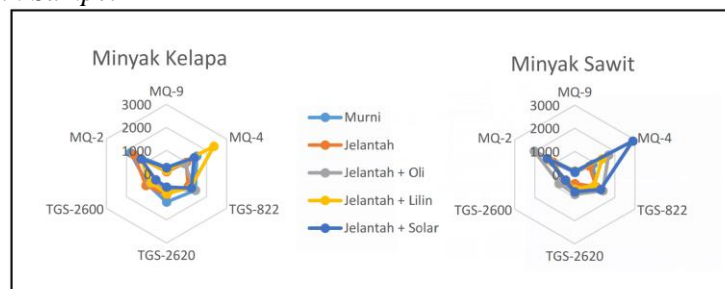 Minyak Kelapa
MQ-9
3000
2000
1000
0
MQ-4
TGS-822
TGS-2620
TGS-2600
MQ-2
Murni
Jelantah
Jelantah + Oli
Jelantah + Lilin
Jelantah + Solar
Minyak Sawit
MQ-9
3000
2000
1000
0
MQ-4
TGS-822
TGS-2620
TGS-2600
MQ-2